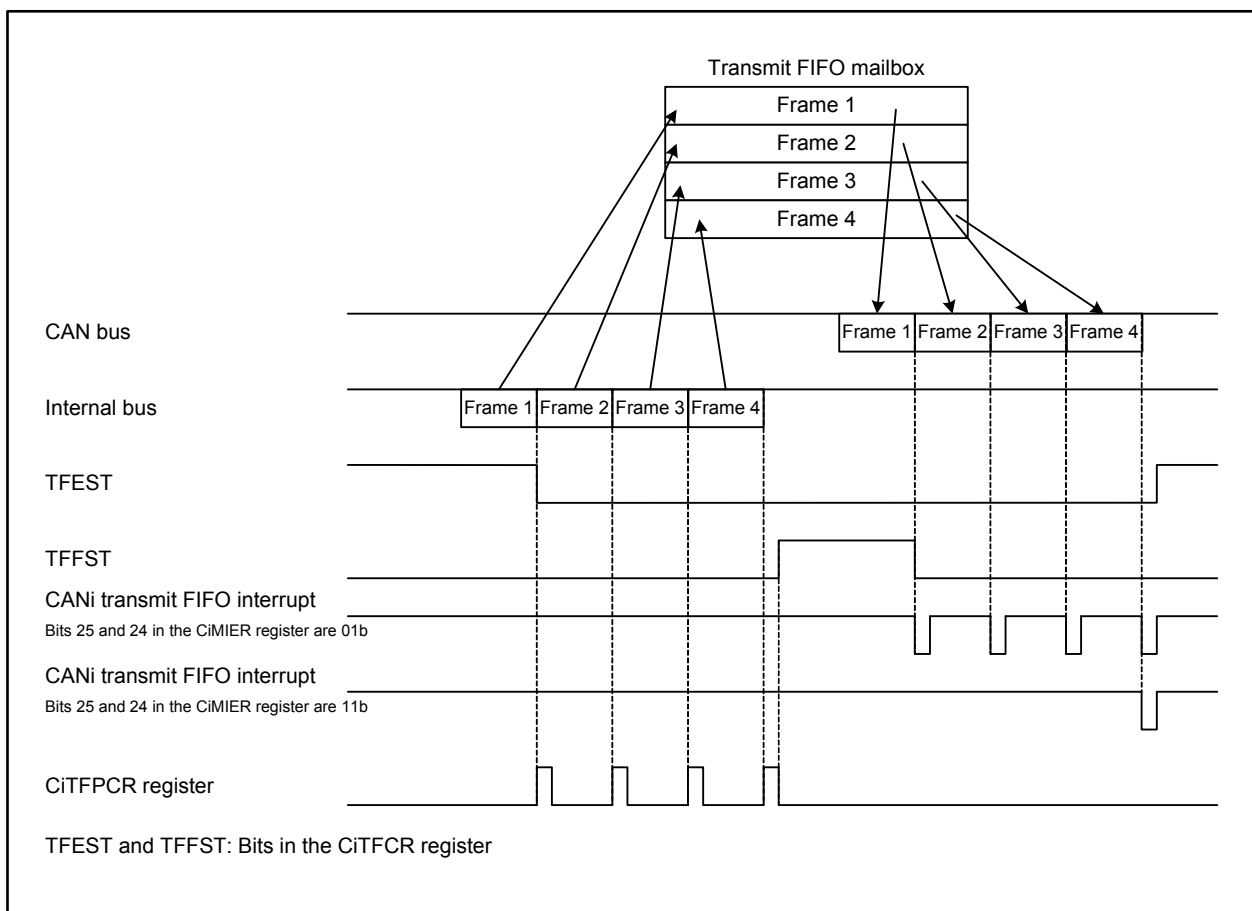 Transmit FIFO mailbox
Frame 1
Frame 2
Frame 3
Frame 4
CAN bus
Frame 1 Frame 2 Frame 3 Frame 4
Internal bus
Frame 1 Frame 2 Frame 3 Frame 4
TFEST
TFFST
CANi transmit FIFO interrupt
Bits 25 and 24 in the CiMIER register are 01b
CANi transmit FIFO interrupt
Bits 25 and 24 in the CiMIER register are 11b
CiTFPCR register
TFEST and TFFST: Bits in the CiTFCR register